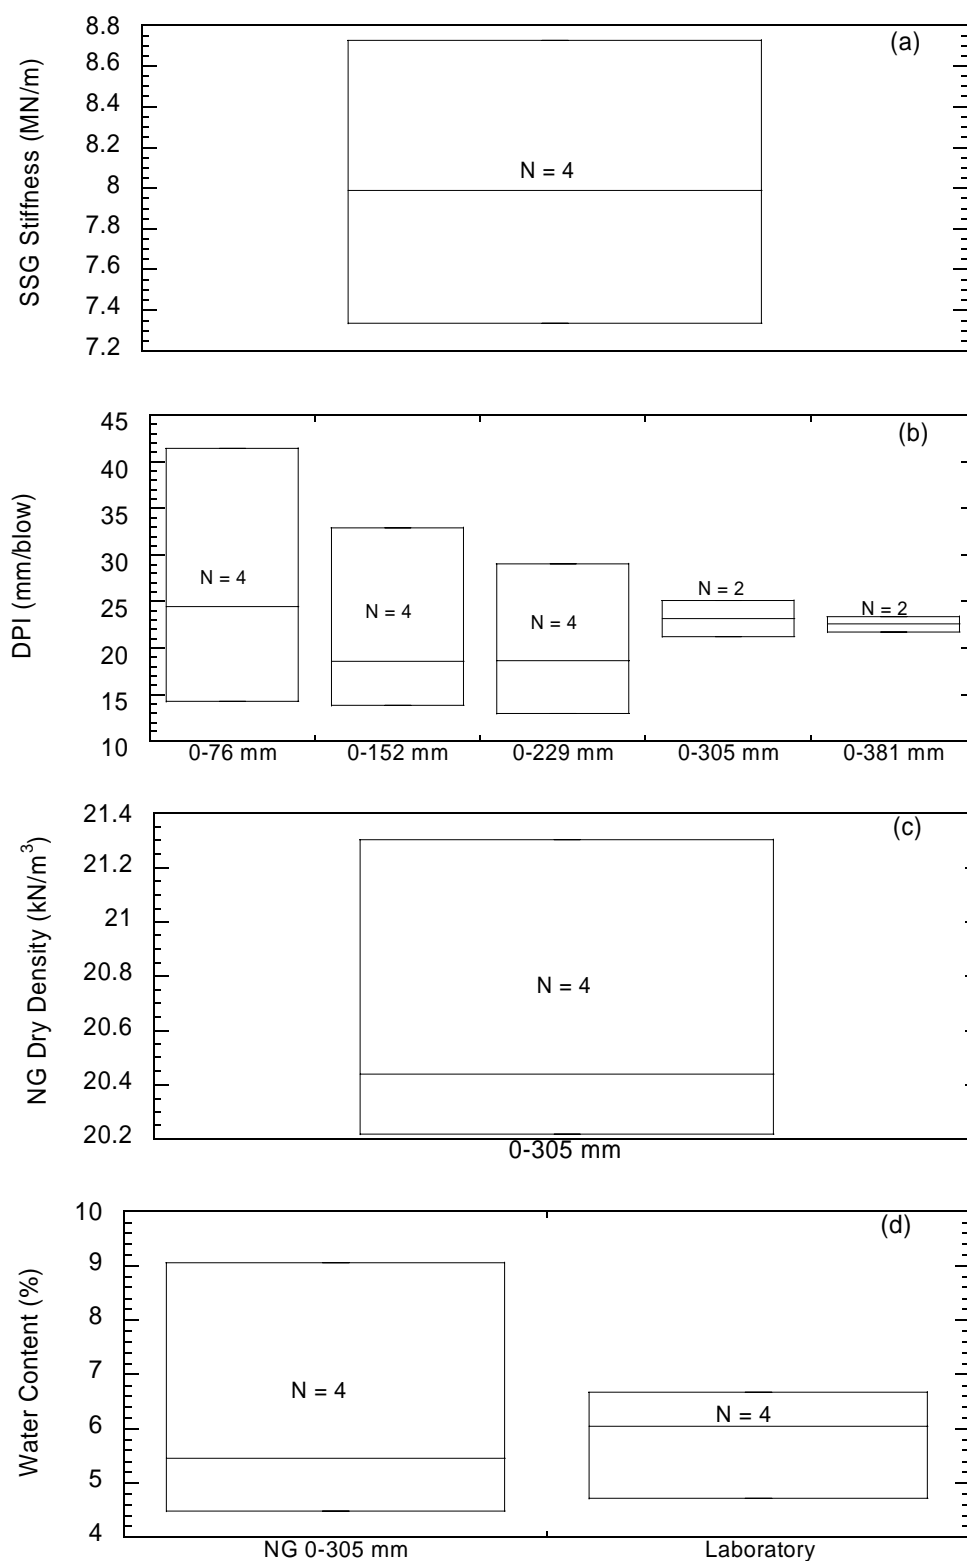 SSG Stiffness (MN/m)
8.8
8.6
8.4
8.2
8
7.8
7.6
7.4
7.2
(a)
N = 4
DPI (mm/blow)
45
40
35
30
25
20
15
10
(b)
N = 4
N = 4
N = 4
N = 2
N = 2
0-76 mm 0-152 mm 0-229 mm 0-305 mm 0-381 mm
NG Dry Density (kN/m³)
21.4
21.2
21
20.8
20.6
20.4
20.2
(c)
N = 4
0-305 mm
Water Content (%)
10
9
8
7
6
5
4
(d)
N = 4
N = 4
NG 0-305 mm Laboratory